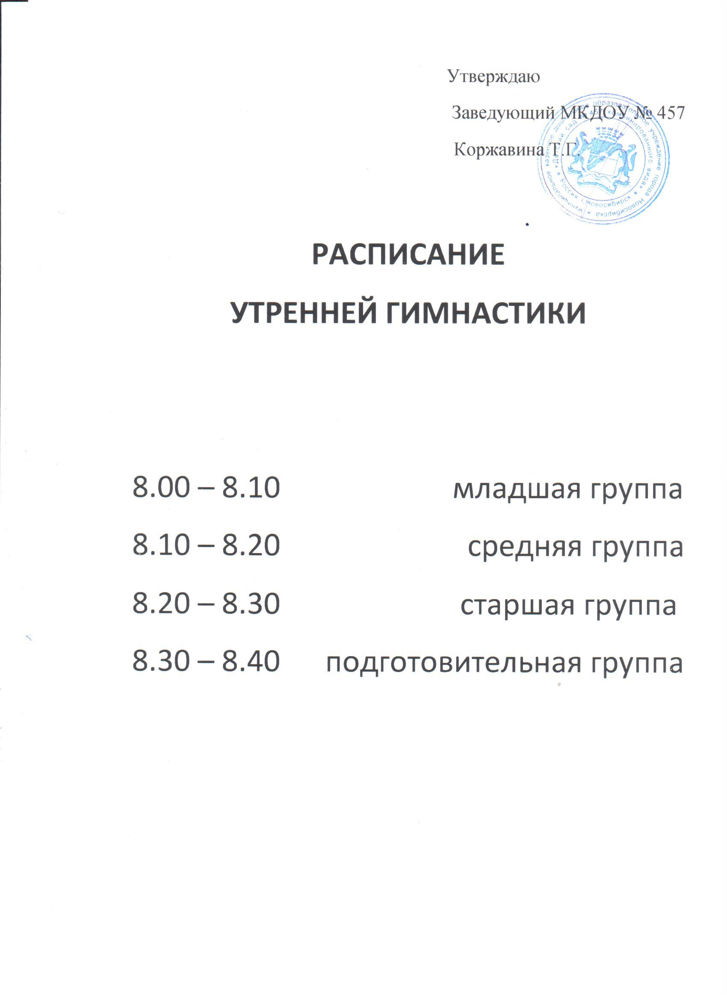 Утверждаю
Заведующий МКДОУ № 457
Коржавина Т.Г.
муниципальное казенное дошкольное образовательное учреждение города Новосибирска *
* «Детский сад № 457 комбинированного вида» *
Россия г.Новосибирск
РАСПИСАНИЕ
УТРЕННЕЙ ГИМНАСТИКИ
8.00 – 8.10 младшая группа
8.10 – 8.20 средняя группа
8.20 – 8.30 старшая группа
8.30 – 8.40 подготовительная группа